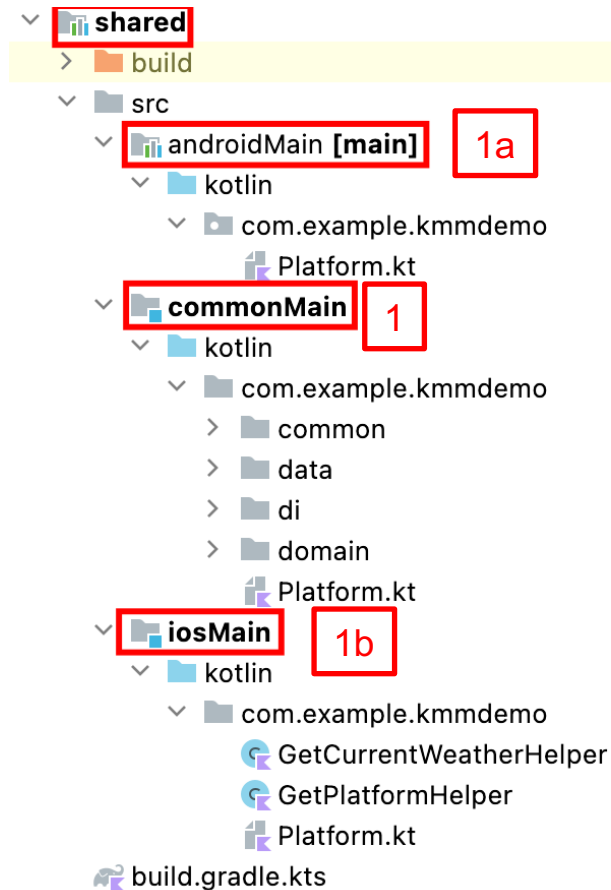 shared
build
src
androidMain [main]
1a
kotlin
com.example.kmmdemo
Platform.kt
commonMain
1
kotlin
com.example.kmmdemo
common
data
di
domain
Platform.kt
iosMain
1b
kotlin
com.example.kmmdemo
GetCurrentWeatherHelper
GetPlatformHelper
Platform.kt
build.gradle.kts